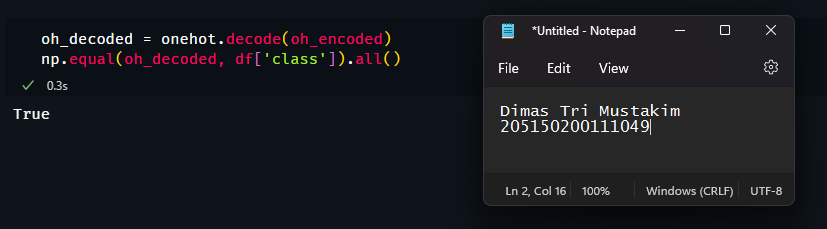 oh_decoded = onehot.decode(oh_encoded)
np.equal(oh_decoded, df['class']).all()
0.3s
True
*Untitled - Notepad
File Edit View
Dimas Tri Mustakim
205150200111049
Ln 2, Col 16 100% Windows (CRLF) UTF-8